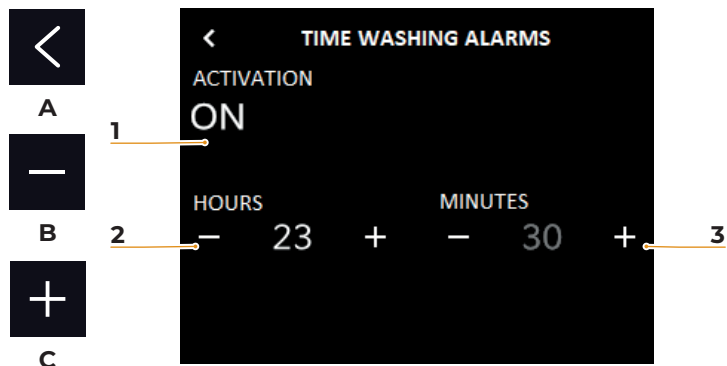 A
B
C
1
2
3
TIME WASHING ALARMS
ACTIVATION
ON
HOURS
MINUTES
− 23 + − 30 +